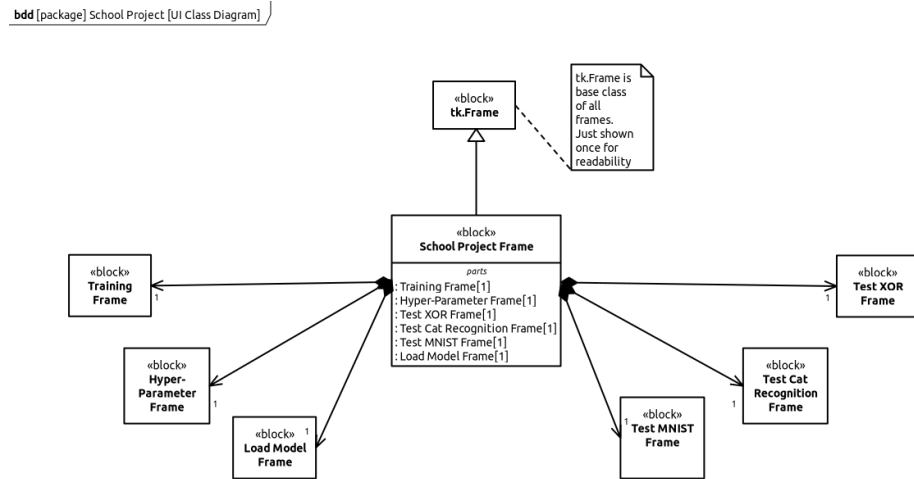 bdd [package] School Project [UI Class Diagram]
«block»
tk.Frame
tk.Frame is
base class
of all
frames.
Just shown
once for
readability
«block»
School Project Frame
parts
: Training Frame[1]
: Hyper-Parameter Frame[1]
: Test XOR Frame[1]
: Test Cat Recognition Frame[1]
: Test MNIST Frame[1]
: Load Model Frame[1]
«block»
Training
Frame
1
«block»
Test XOR
Frame
1
«block»
Hyper-
Parameter
Frame
1
«block»
Test Cat
Recognition
Frame
1
«block»
Load Model
Frame
1
«block»
Test MNIST
Frame
1